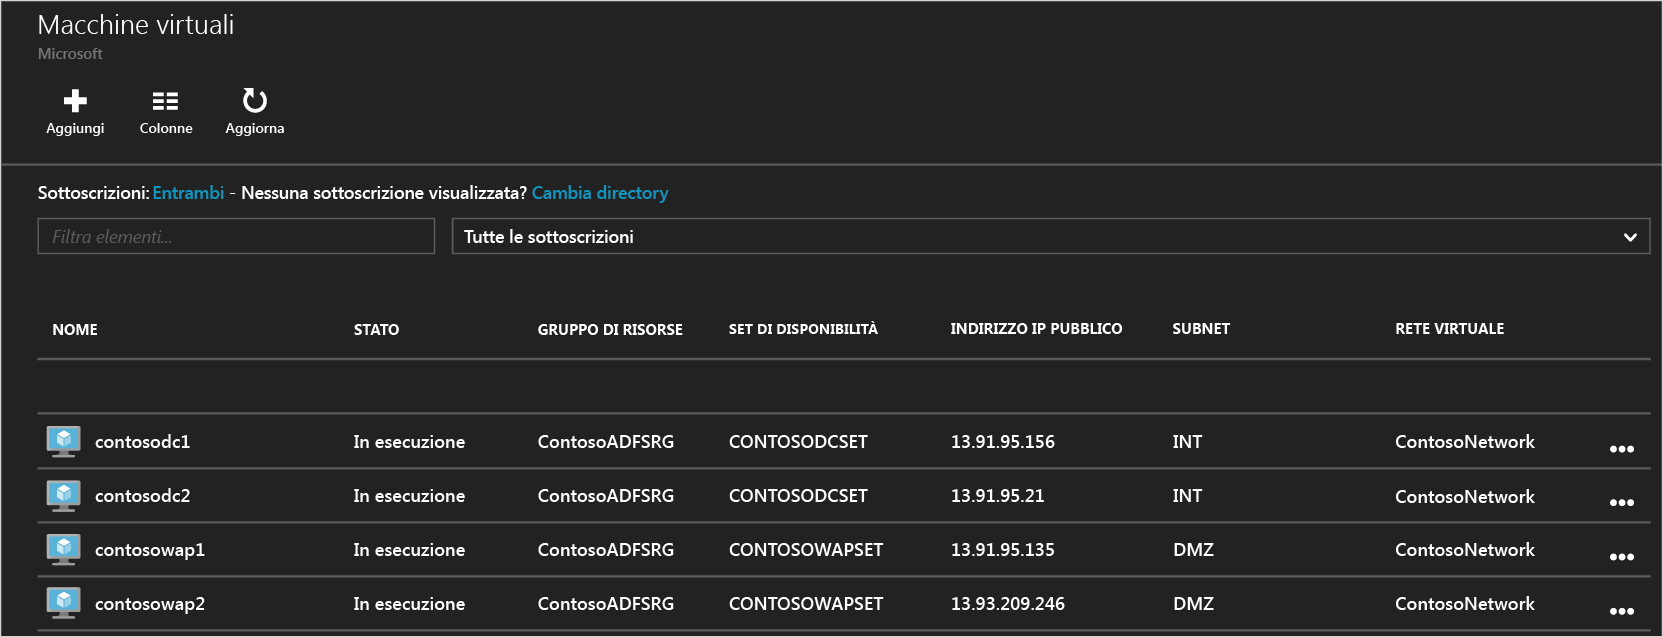 Macchine virtuali
Microsoft
Aggiungi Colonne Aggiorna
Sottoscrizioni: Entrambi - Nessuna sottoscrizione visualizzata? Cambia directory
Filtra elementi... Tutte le sottoscrizioni
NOME STATO GRUPPO DI RISORSE SET DI DISPONIBILITÀ INDIRIZZO IP PUBBLICO SUBNET RETE VIRTUALE
contosodc1 In esecuzione ContosoADFSRG CONTOSODCSET 13.91.95.156 INT ContosoNetwork
contosodc2 In esecuzione ContosoADFSRG CONTOSODCSET 13.91.95.21 INT ContosoNetwork
contosowap1 In esecuzione ContosoADFSRG CONTOSOWAPSET 13.91.95.135 DMZ ContosoNetwork
contosowap2 In esecuzione ContosoADFSRG CONTOSOWAPSET 13.93.209.246 DMZ ContosoNetwork